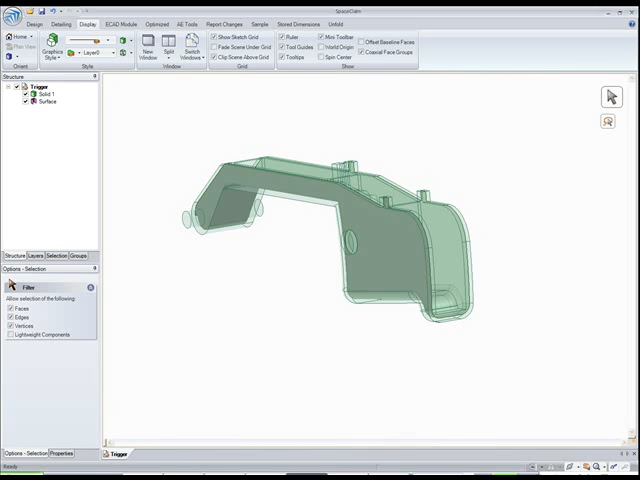 SpaceClaim
Design Detailing Display ECAD Module Optimized AE Tools Report Changes Sample Stored Dimensions Unfold
Home
Plan View
Graphics Style
Layer0
New Window
Split
Switch Windows
Show Sketch Grid
Fade Scene Under Grid
Clip Scene Above Grid
Ruler
Tool Guides
Tooltips
Mini Toolbar
World Origin
Spin Center
Offset Baseline Faces
Coaxial Face Groups
Orient Style Window Grid Show
Structure
Trigger
Solid 1
Surface
Structure Layers Selection Groups
Options - Selection
Filter
Allow selection of the following:
Faces
Edges
Vertices
Lightweight Components
Options - Selection Properties
Trigger
Ready